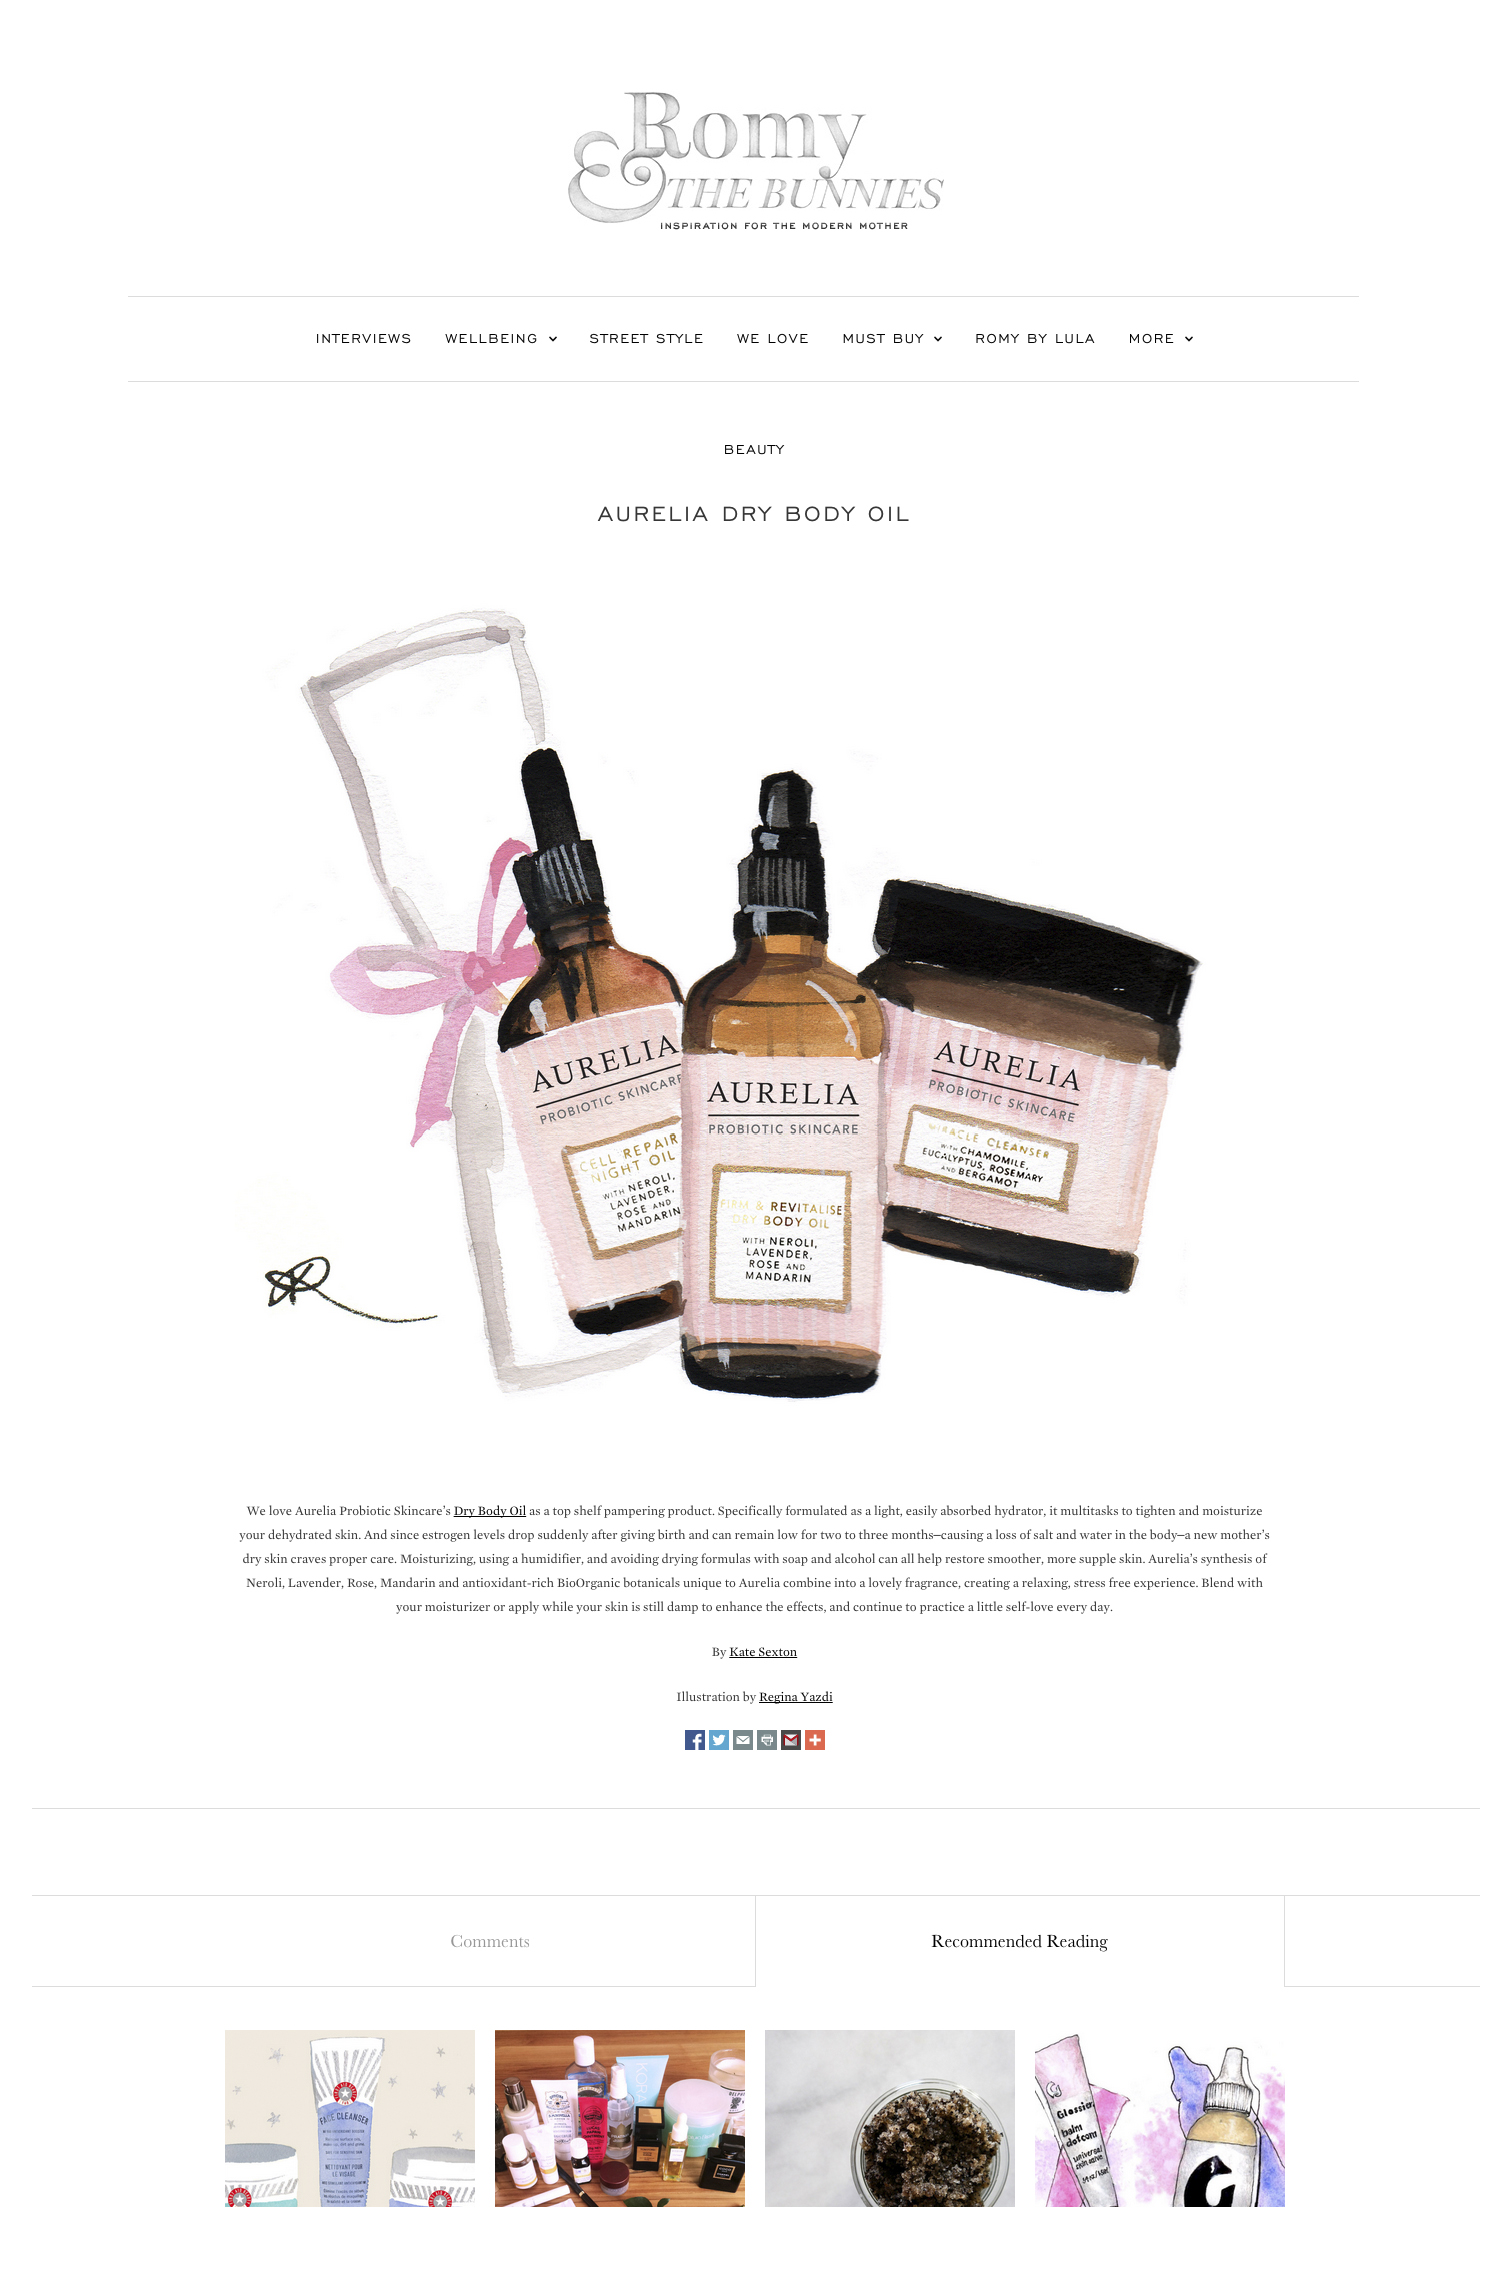 Romy
& THE BUNNIES
INSPIRATION FOR THE MODERN MOTHER
INTERVIEWS WELLBEING STREET STYLE WE LOVE MUST BUY ROMY BY LULA MORE
BEAUTY
AURELIA DRY BODY OIL
AURELIA
PROBIOTIC SKINCARE
CELL REPAIR
NIGHT OIL
WITH NEROLI,
LAVENDER,
ROSE AND
MANDARIN
AURELIA
PROBIOTIC SKINCARE
FIRM & REVITALISE
DRY BODY OIL
WITH NEROLI,
LAVENDER,
ROSE AND
MANDARIN
AURELIA
PROBIOTIC SKINCARE
MIRACLE CLEANSER
WITH CHAMOMILE,
EUCALYPTUS, ROSEMARY
AND BERGAMOT
We love Aurelia Probiotic Skincare’s Dry Body Oil as a top shelf pampering product. Specifically formulated as a light, easily absorbed hydrator, it multitasks to tighten and moisturize
your dehydrated skin. And since estrogen levels drop suddenly after giving birth and can remain low for two to three months—causing a loss of salt and water in the body—a new mother’s
dry skin craves proper care. Moisturizing, using a humidifier, and avoiding drying formulas with soap and alcohol can all help restore smoother, more supple skin. Aurelia’s synthesis of
Neroli, Lavender, Rose, Mandarin and antioxidant-rich BioOrganic botanicals unique to Aurelia combine into a lovely fragrance, creating a relaxing, stress free experience. Blend with
your moisturizer or apply while your skin is still damp to enhance the effects, and continue to practice a little self-love every day.
By Kate Sexton
Illustration by Regina Yazdi
Comments
Recommended Reading
FACE CLEANSER
NETTOYANT POUR
LE VISAGE
Glossier.
balm
dotcom
universal
skin salve
G